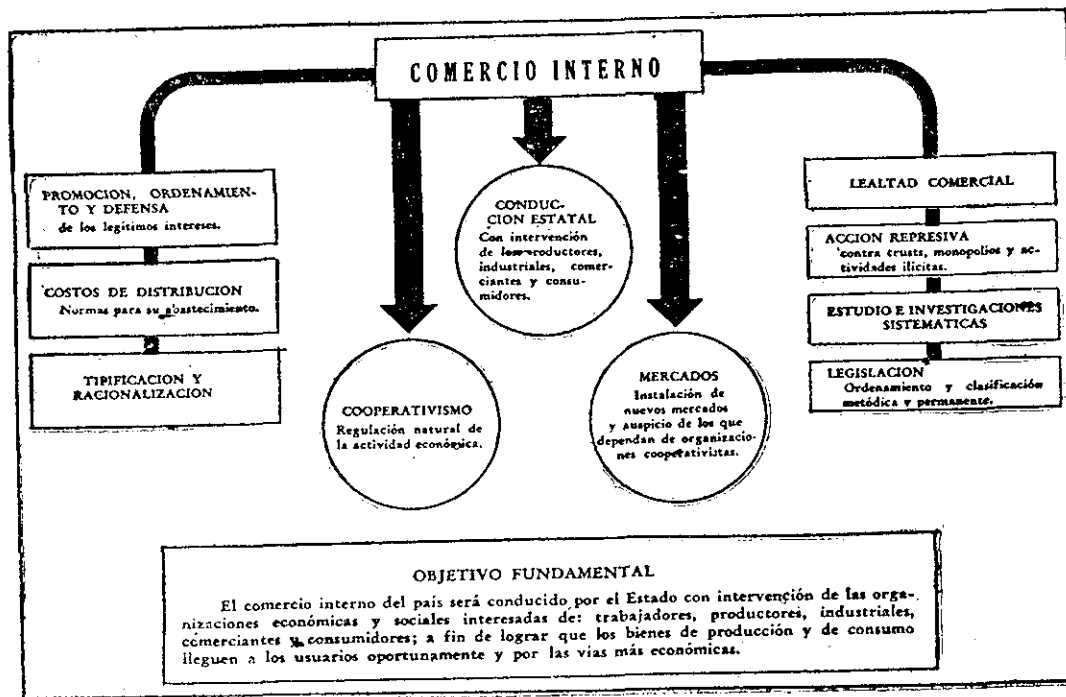 COMERCIO INTERNO
PROMOCION, ORDENAMIEN-
TO Y DEFENSA
de los legítimos intereses.
COSTOS DE DISTRIBUCION
Normas para su abastecimiento.
TIPIFICACION Y
RACIONALIZACION
COOPERATIVISMO
Regulación natural de
la actividad económica.
CONDUC-
CION ESTATAL
Con intervención
de los productores,
industriales, comer-
ciantes y consu-
midores.
MERCADOS
Instalación de
nuevos mercados
y auspicio de los que
dependan de organizacio-
nes cooperativistas.
LEALTAD COMERCIAL
ACCION REPRESIVA
contra trusts, monopolios y ac-
tividades ilícitas.
ESTUDIO E INVESTIGACIONES
SISTEMATICAS
LEGISLACION
Ordenamiento y clasificación
metódica y permanente.
OBJETIVO FUNDAMENTAL
El comercio interno del país será conducido por el Estado con intervención de las orga-
nizaciones económicas y sociales interesadas de: trabajadores, productores, industriales,
comerciantes y consumidores; a fin de lograr que los bienes de producción y de consumo
lleguen a los usuarios oportunamente y por las vías más económicas.